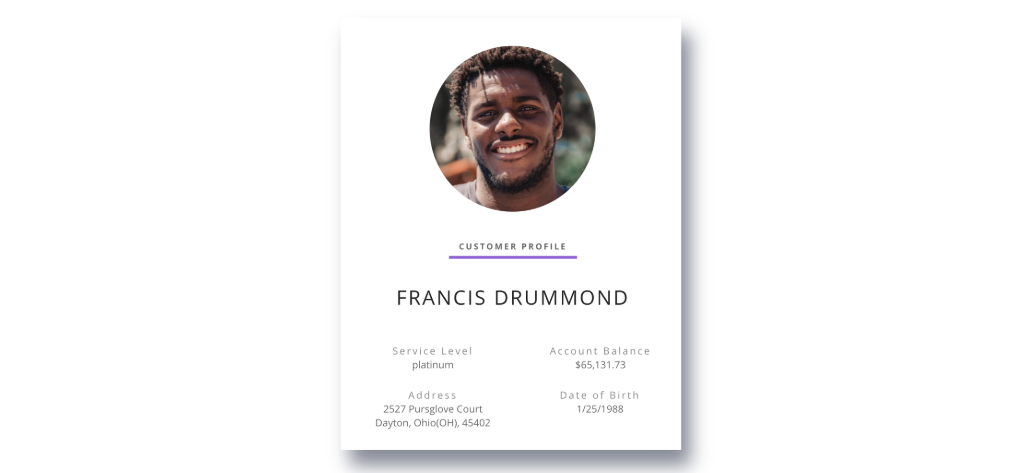 CUSTOMER PROFILE
FRANCIS DRUMMOND
Service Level
platinum
Account Balance
$65,131.73
Address
2527 Pursglove Court
Dayton, Ohio(OH), 45402
Date of Birth
1/25/1988